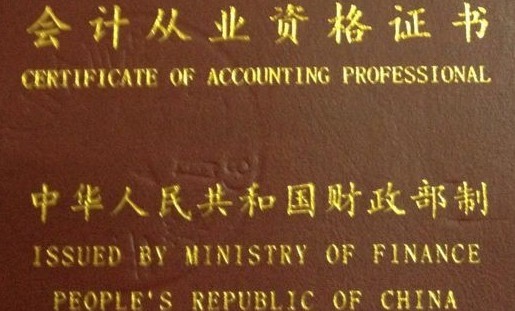 会计从业资格证书
CERTIFICATE OF ACCOUNTING PROFESSIONAL
中华人民共和国财政部制
ISSUED BY MINISTRY OF FINANCE
PEOPLE'S REPUBLIC OF CHINA